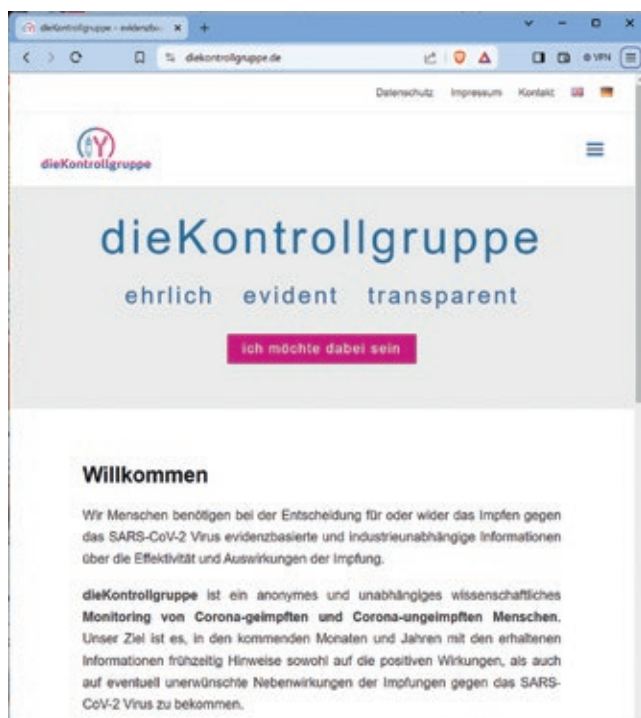 dieKontrollgruppe – evidenzba
diekontrollgruppe.de
VPN
Datenschutz Impressum Kontakt
dieKontrollgruppe
dieKontrollgruppe
ehrlich evident transparent
ich möchte dabei sein
Willkommen
Wir Menschen benötigen bei der Entscheidung für oder wider das Impfen gegen
das SARS-CoV-2 Virus evidenzbasierte und industrieunabhängige Informationen
über die Effektivität und Auswirkungen der Impfung.
dieKontrollgruppe ist ein anonymes und unabhängiges wissenschaftliches
Monitoring von Corona-geimpften und Corona-ungeimpften Menschen.
Unser Ziel ist es, in den kommenden Monaten und Jahren mit den erhaltenen
Informationen frühzeitig Hinweise sowohl auf die positiven Wirkungen, als auch
auf eventuell unerwünschte Nebenwirkungen der Impfungen gegen das SARS-
CoV-2 Virus zu bekommen.